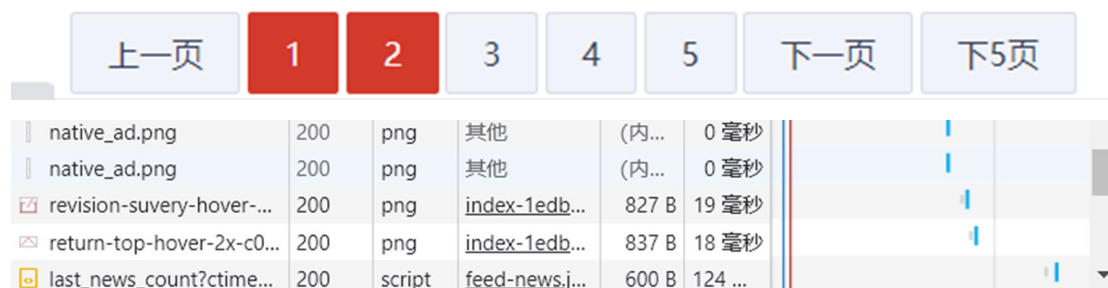 上一页 1 2 3 4 5 下一页 下5页
native_ad.png 200 png 其他 (内... 0 毫秒
native_ad.png 200 png 其他 (内... 0 毫秒
revision-suvery-hover-... 200 png index-1edb... 827 B 19 毫秒
return-top-hover-2x-c0... 200 png index-1edb... 837 B 18 毫秒
last_news_count?ctime... 200 script feed-news.j... 600 B 124 ...